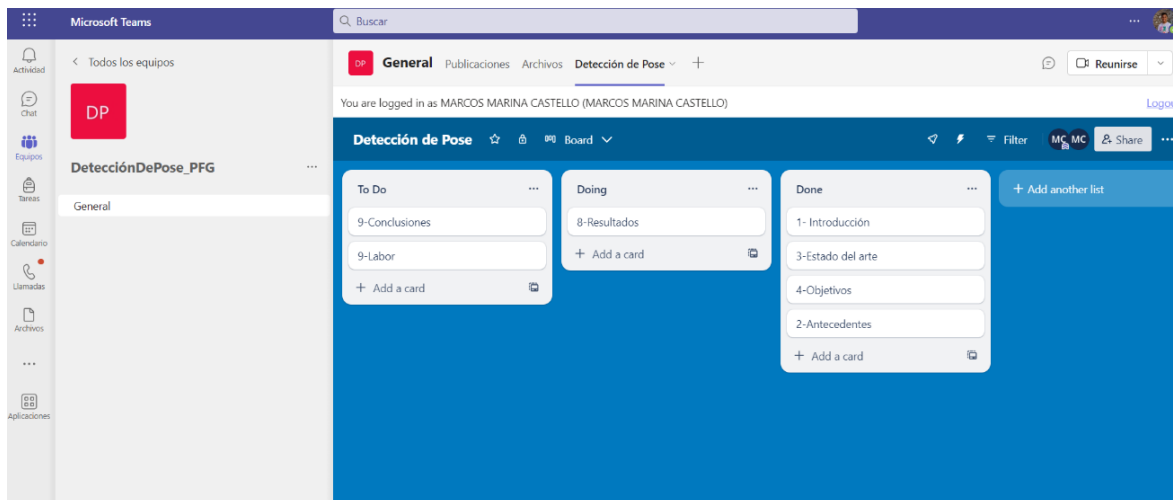 Microsoft Teams
Buscar
Actividad
Chat
Equipos
Tareas
Calendario
Llamadas
Archivos
Aplicaciones
Todos los equipos
DP
DetecciónDePose_PFG
General
DP General Publicaciones Archivos Detección de Pose
Reunirse
You are logged in as MARCOS MARINA CASTELLO (MARCOS MARINA CASTELLO)
Detección de Pose Board Filter MC MC Share
To Do
9-Conclusiones
9-Labor
+ Add a card
Doing
8-Resultados
+ Add a card
Done
1- Introducción
3-Estado del arte
4-Objetivos
2-Antecedentes
+ Add a card
+ Add another list